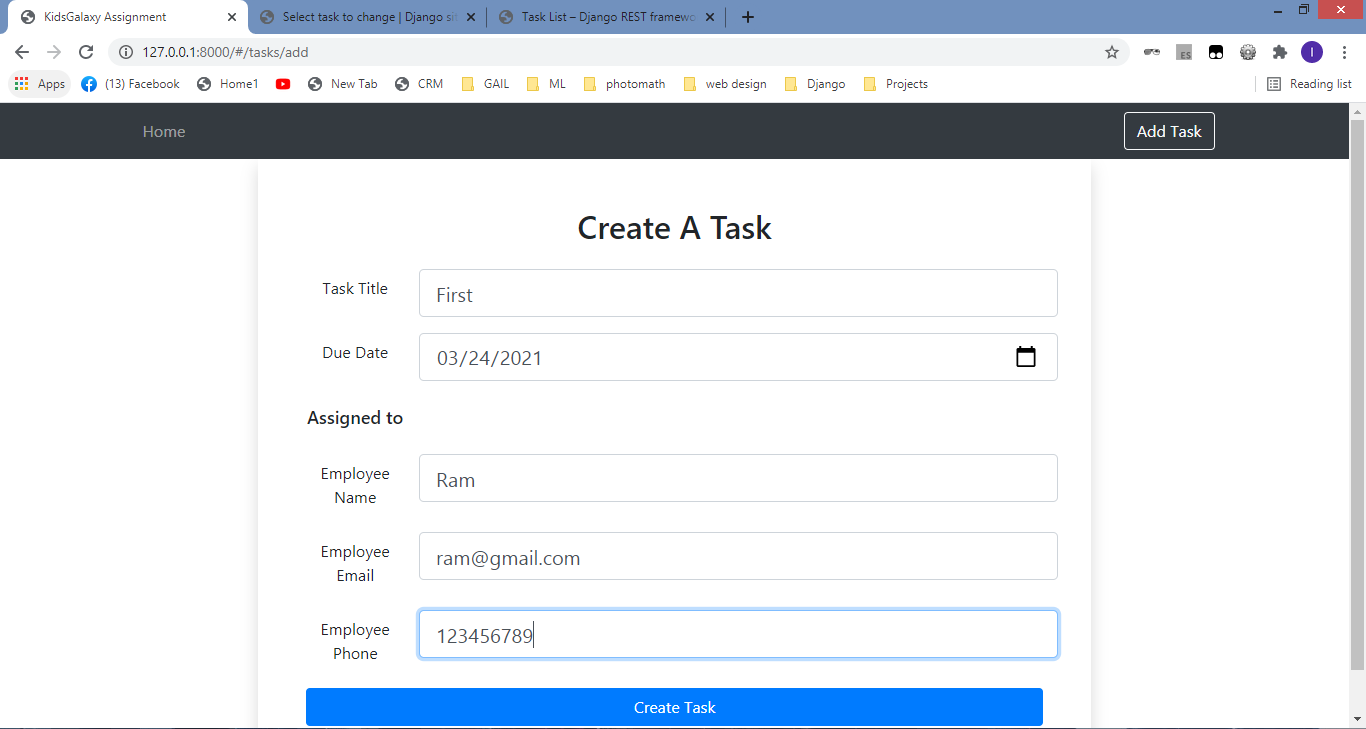 KidsGalaxy Assignment
Select task to change | Django sit
Task List – Django REST framewo
127.0.0.1:8000/#/tasks/add
ES
I
Apps
(13) Facebook
Home1
New Tab
CRM
GAIL
ML
photomath
web design
Django
Projects
Reading list
Home
Add Task
Create A Task
Task Title
First
Due Date
03/24/2021
Assigned to
Employee
Name
Ram
Employee
Email
ram@gmail.com
Employee
Phone
123456789
Create Task